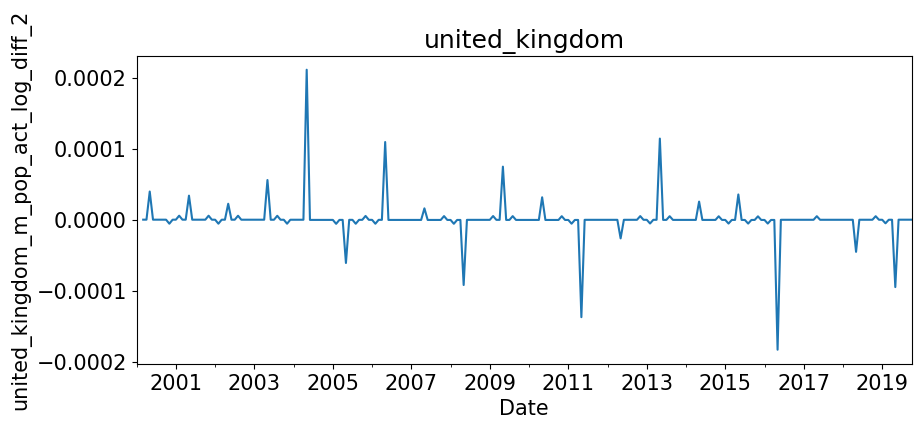 united_kingdom
united_kingdom_m_pop_act_log_diff_2
0.0002
0.0001
0.0000
−0.0001
−0.0002
2001 2003 2005 2007 2009 2011 2013 2015 2017 2019
Date